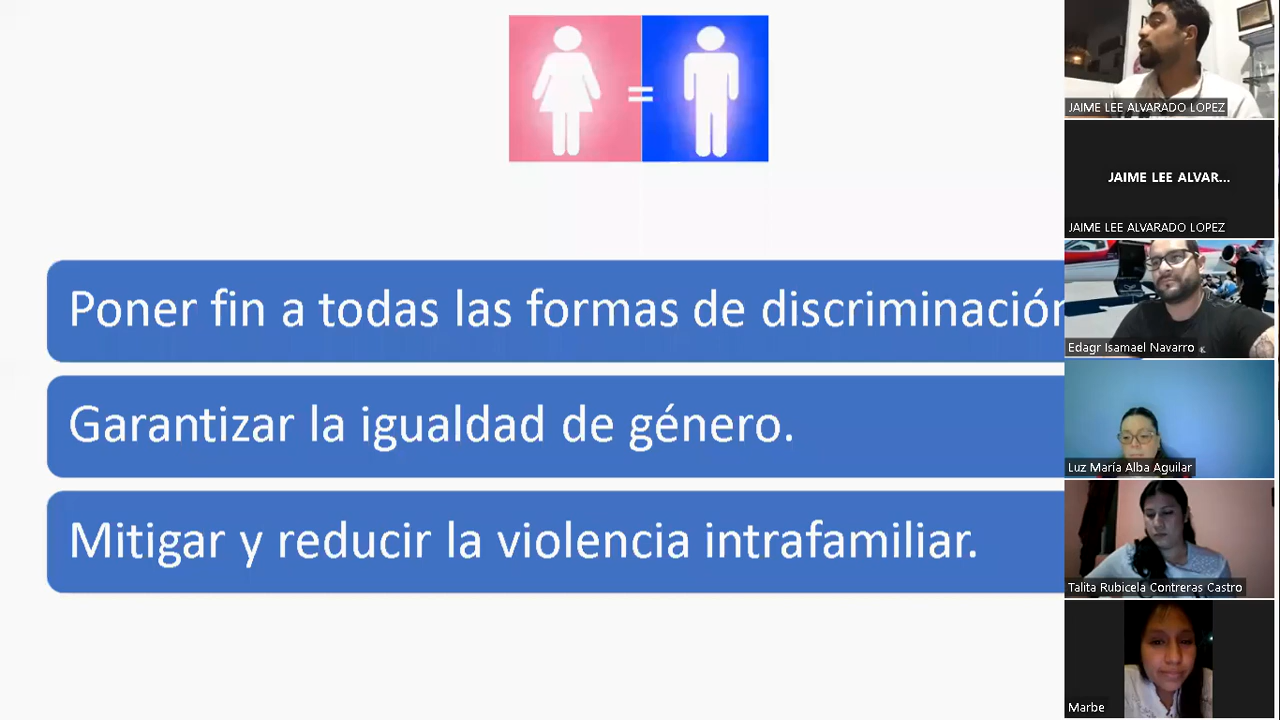 =
Poner fin a todas las formas de discriminación
Garantizar la igualdad de género.
Mitigar y reducir la violencia intrafamiliar.
JAIME LEE ALVARADO LOPEZ
JAIME LEE ALVAR...
JAIME LEE ALVARADO LOPEZ
Edagr Isamael Navarro
Luz María Alba Aguilar
Talita Rubicela Contreras Castro
Marbe